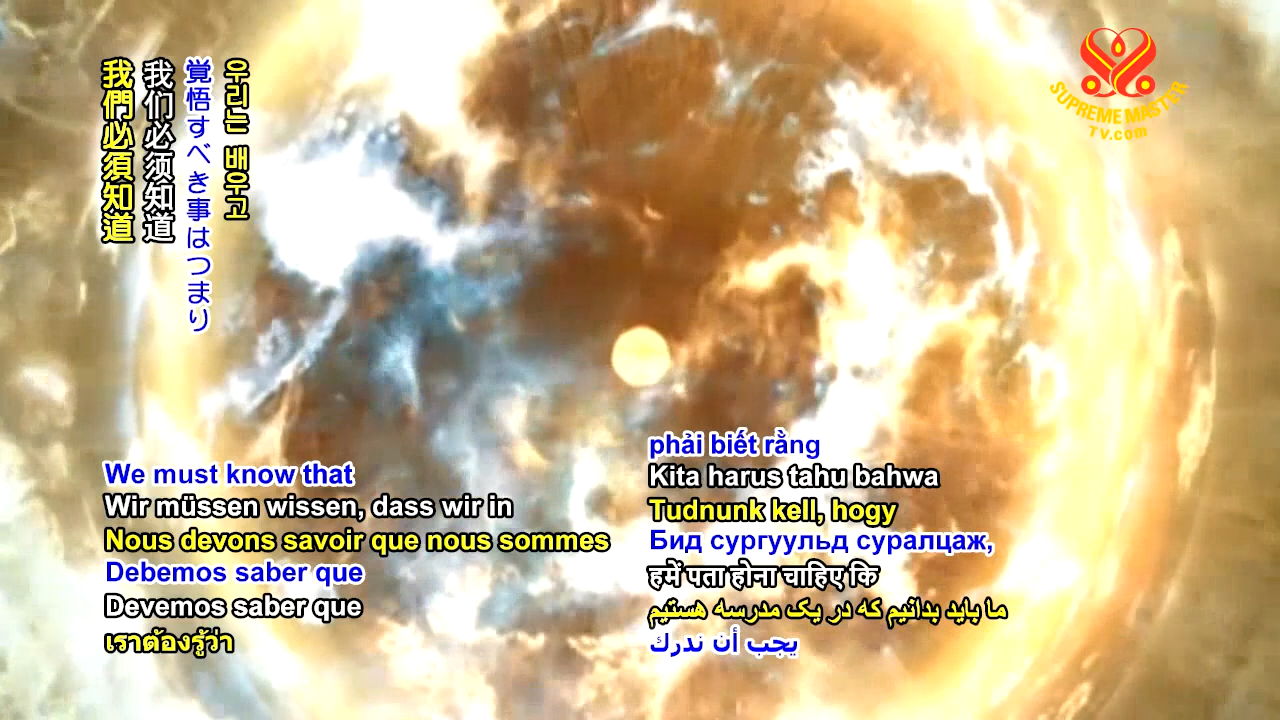 我們必須知道
我们必须知道
覚悟すべき事はつまり
우리는 배우고
SUPREME MASTER
TV.com
We must know that
Wir müssen wissen, dass wir in
Nous devons savoir que nous sommes
Debemos saber que
Devemos saber que
เราต้องรู้ว่า
phải biết rằng
Kita harus tahu bahwa
Tudnunk kell, hogy
Бид сургуульд суралцаж,
हमें पता होना चाहिए कि
ما باید بدانیم که در یک مدرسه هستیم
يجب أن ندرك